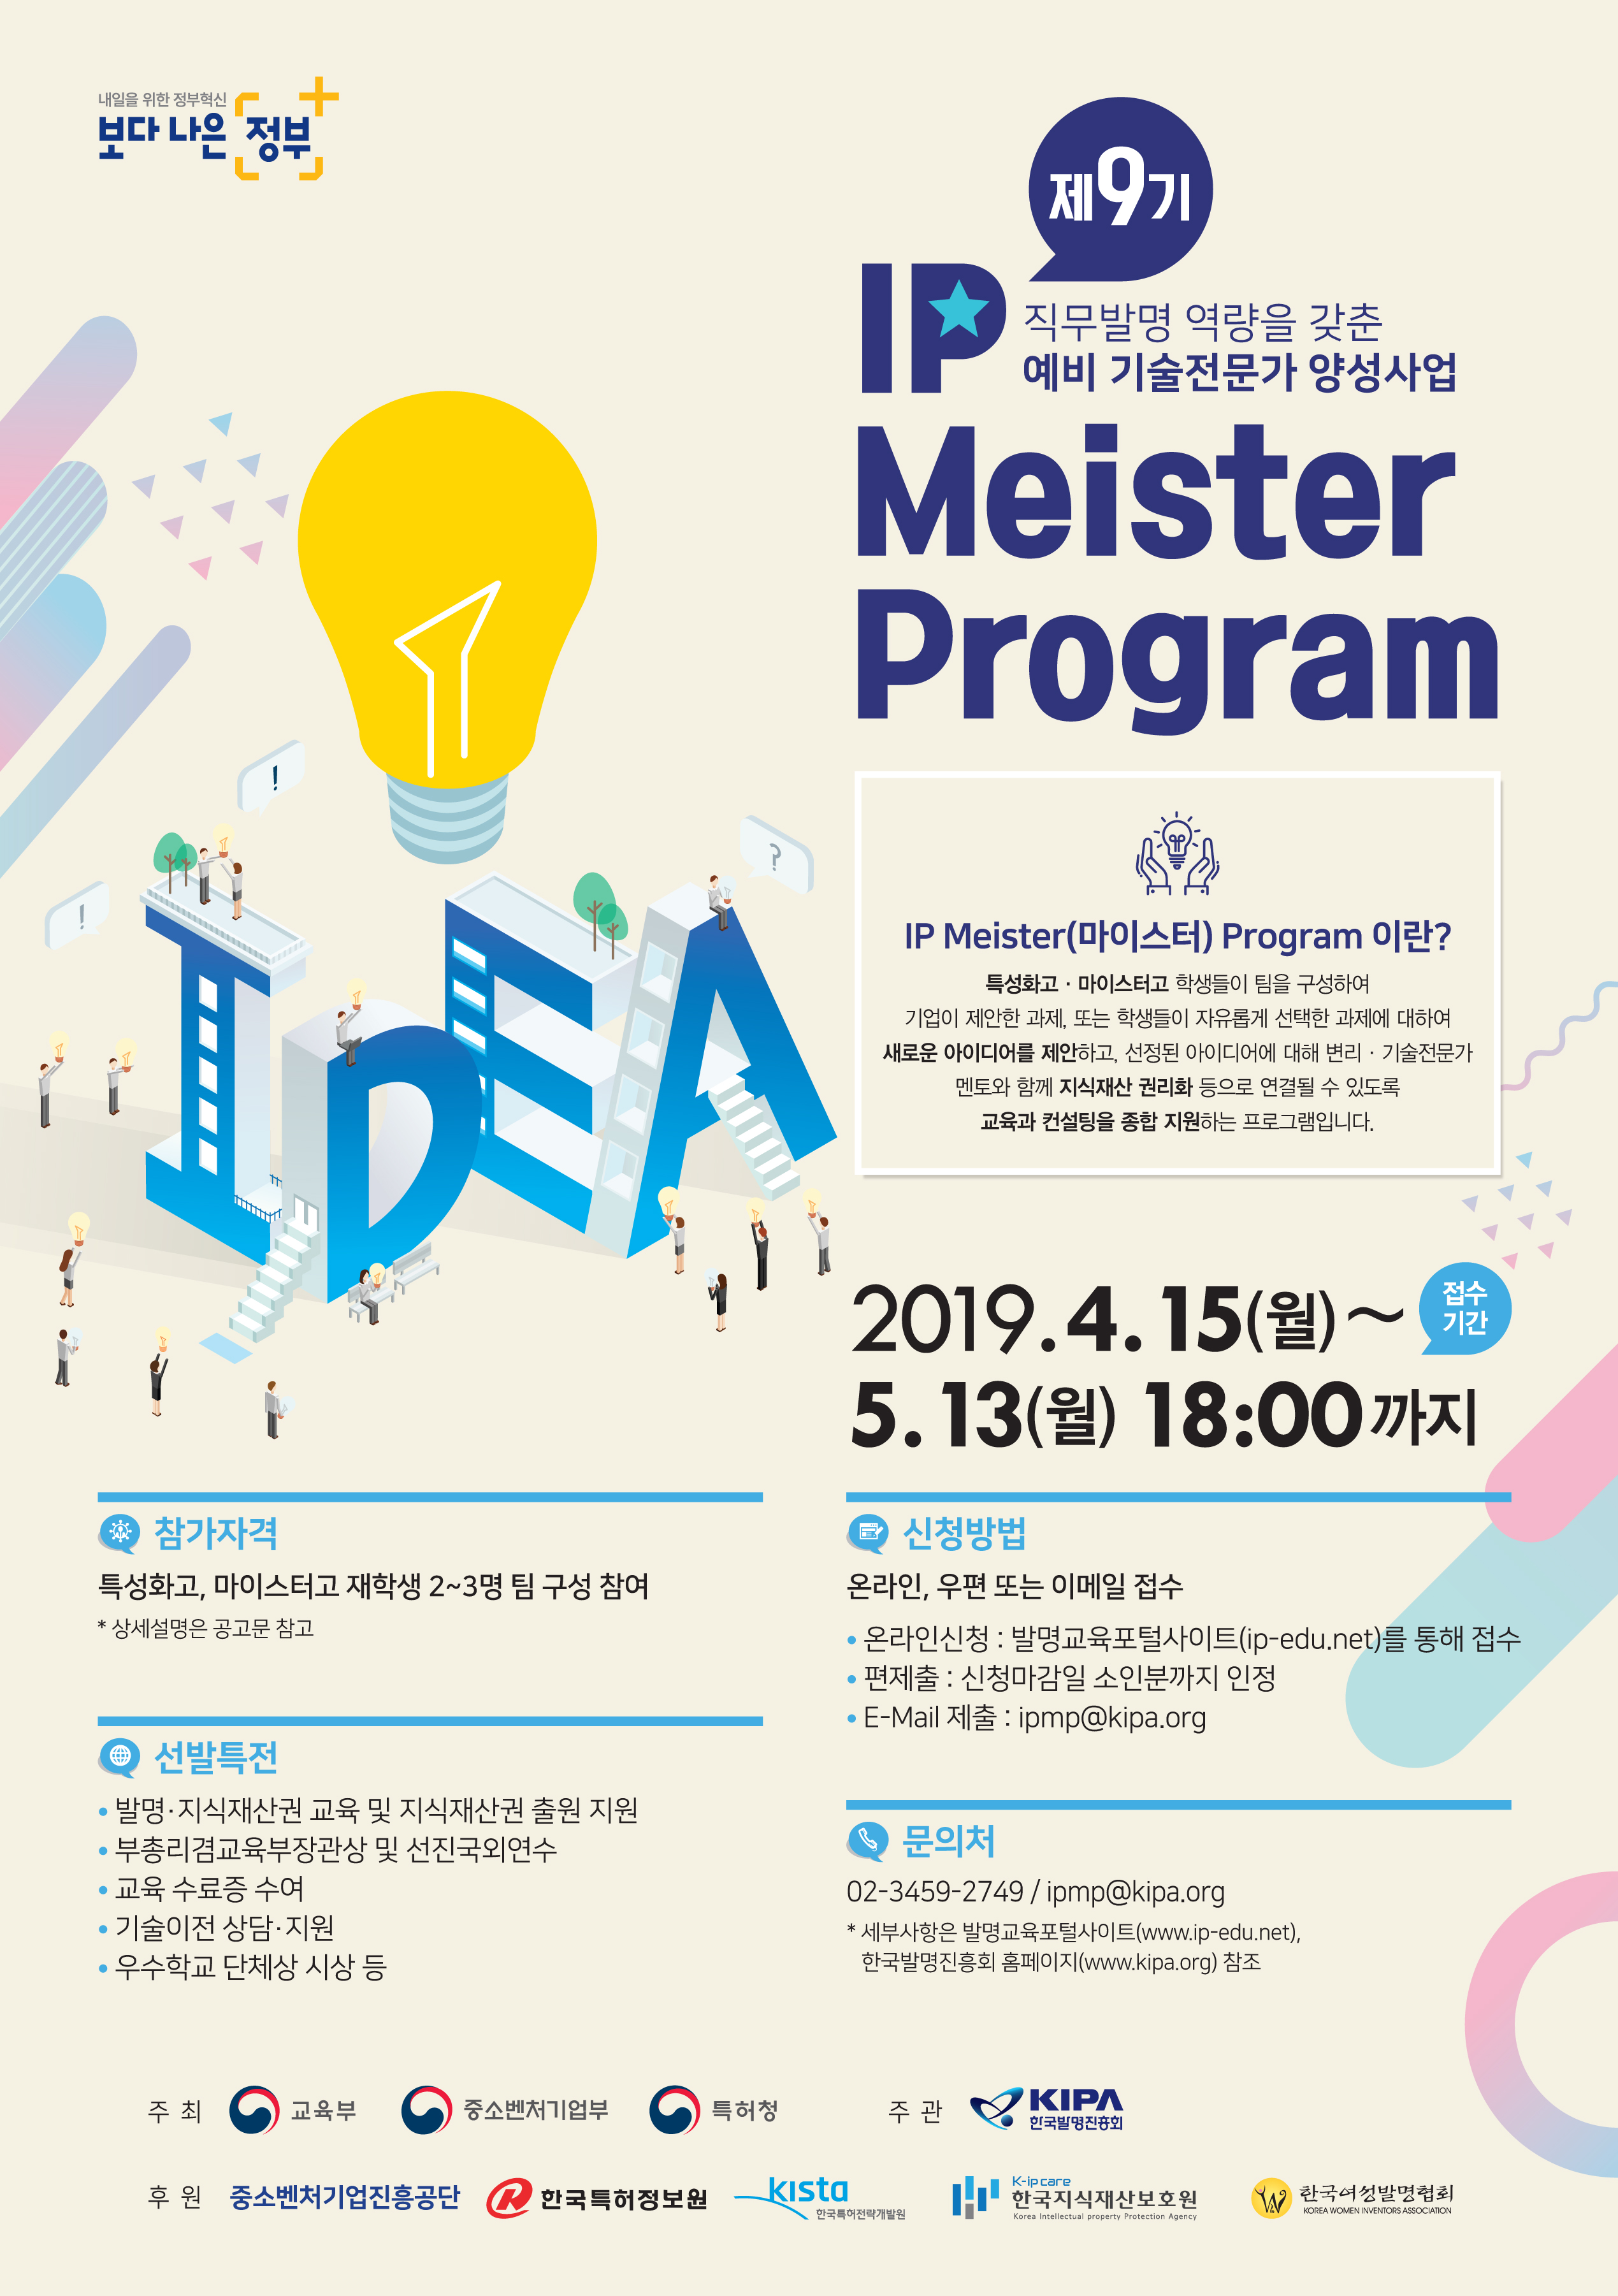 내일을 위한 정부혁신
보다 나은 정부
제9기
IP
직무발명 역량을 갖춘
예비 기술전문가 양성사업
Meister
Program
!
!
?
IDEA
IP Meister(마이스터) Program 이란?
특성화고 · 마이스터고 학생들이 팀을 구성하여
기업이 제안한 과제, 또는 학생들이 자유롭게 선택한 과제에 대하여
새로운 아이디어를 제안하고, 선정된 아이디어에 대해 변리 · 기술전문가
멘토와 함께 지식재산 권리화 등으로 연결될 수 있도록
교육과 컨설팅을 종합 지원하는 프로그램입니다.
2019. 4. 15(월)~
접수
기간
5. 13(월) 18:00까지
참가자격
특성화고, 마이스터고 재학생 2~3명 팀 구성 참여
* 상세설명은 공고문 참고
선발특전
• 발명·지식재산권 교육 및 지식재산권 출원 지원
• 부총리겸교육부장관상 및 선진국외연수
• 교육 수료증 수여
• 기술이전 상담·지원
• 우수학교 단체상 시상 등
신청방법
온라인, 우편 또는 이메일 접수
• 온라인신청 : 발명교육포털사이트(ip-edu.net)를 통해 접수
• 편제출 : 신청마감일 소인분까지 인정
• E-Mail 제출 : ipmp@kipa.org
문의처
02-3459-2749 / ipmp@kipa.org
* 세부사항은 발명교육포털사이트(www.ip-edu.net),
한국발명진흥회 홈페이지(www.kipa.org) 참조
주 최 교육부 중소벤처기업부 특허청
주 관 KIPA
한국발명진흥회
후 원 중소벤처기업진흥공단 한국특허정보원
kista
한국특허전략개발원
K-ip care
한국지식재산보호원
Korea Intellectual property Protection Agency
한국여성발명협회
KOREA WOMEN INVENTORS ASSOCIATION